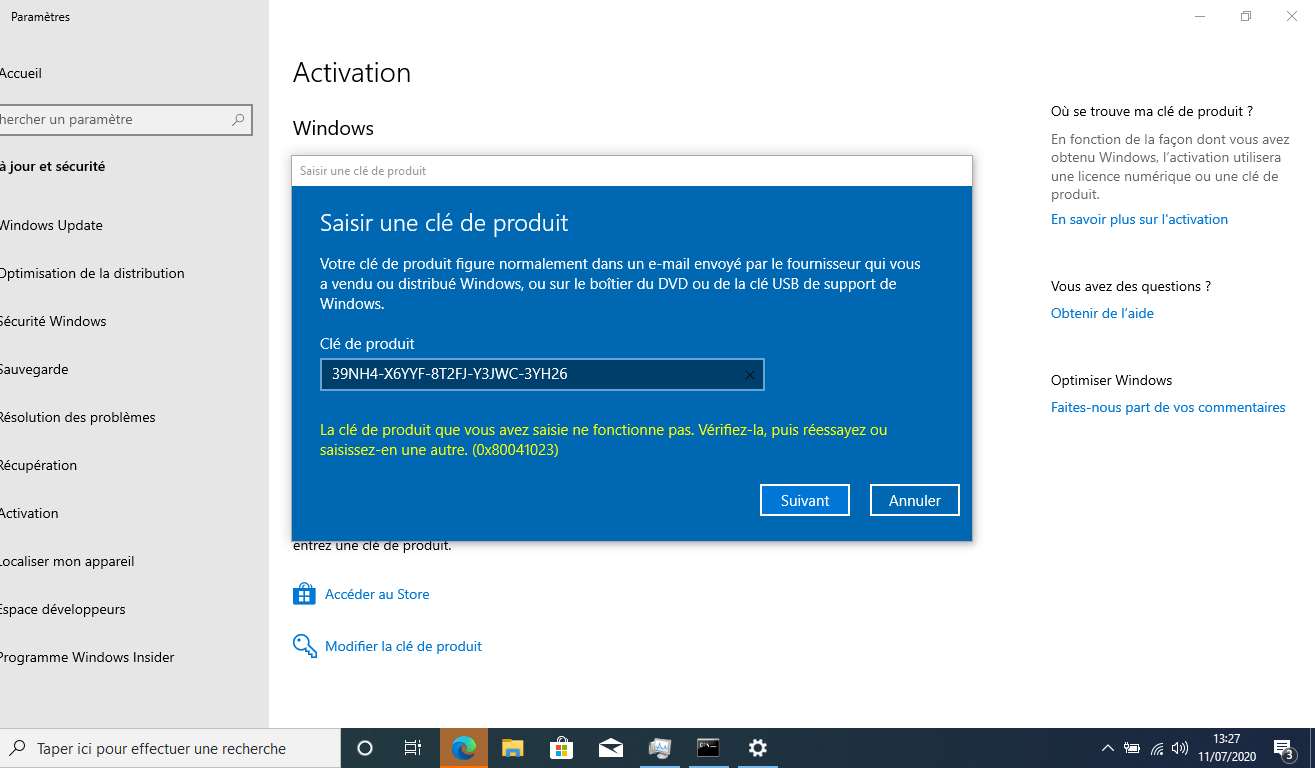 Paramètres
Accueil
hercher un paramètre
à jour et sécurité
Windows Update
Optimisation de la distribution
Sécurité Windows
Sauvegarde
Résolution des problèmes
Récupération
Activation
Localiser mon appareil
Espace développeurs
Programme Windows Insider
Activation
Windows
Saisir une clé de produit
Saisir une clé de produit
Votre clé de produit figure normalement dans un e-mail envoyé par le fournisseur qui vous
a vendu ou distribué Windows, ou sur le boîtier du DVD ou de la clé USB de support de
Windows.
Clé de produit
39NH4-X6YYF-8T2FJ-Y3JWC-3YH26
La clé de produit que vous avez saisie ne fonctionne pas. Vérifiez-la, puis réessayez ou
saisissez-en une autre. (0x80041023)
Suivant
Annuler
entrez une clé de produit.
Accéder au Store
Modifier la clé de produit
Où se trouve ma clé de produit ?
En fonction de la façon dont vous avez
obtenu Windows, l’activation utilisera
une licence numérique ou une clé de
produit.
En savoir plus sur l'activation
Vous avez des questions ?
Obtenir de l’aide
Optimiser Windows
Faites-nous part de vos commentaires
Taper ici pour effectuer une recherche
13:27
11/07/2020
3